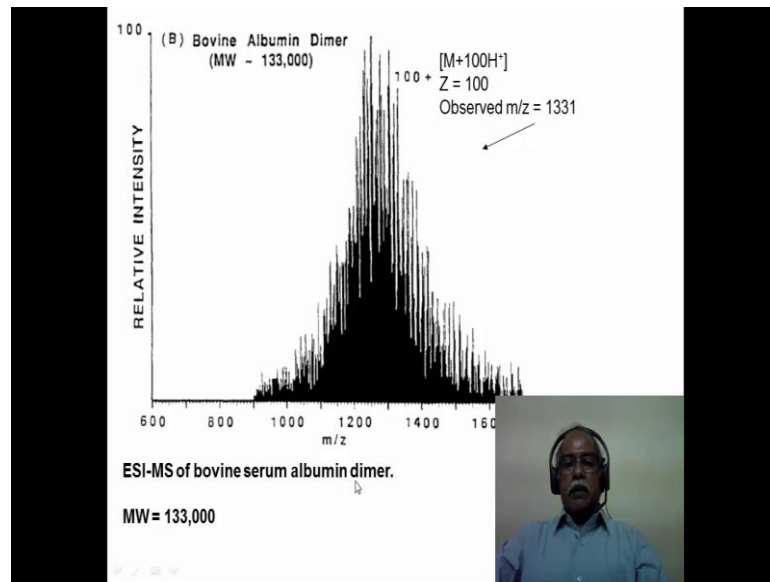 100
(B) Bovine Albumin Dimer
(MW ~ 133,000)
100+
[M+100H⁺]
Z = 100
Observed m/z = 1331
RELATIVE INTENSITY
600 800 1000 1200 1400
m/z
ESI-MS of bovine serum albumin dimer.
MW = 133,000